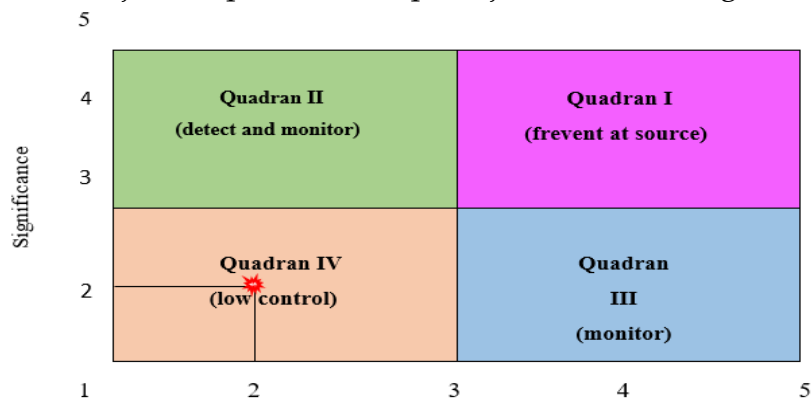 5
Quadran II
(detect and monitor)
Quadran I
(frevent at source)
4
3
Significance
Quadran IV
(low control)
Quadran
III
(monitor)
2
1 2 3 4 5